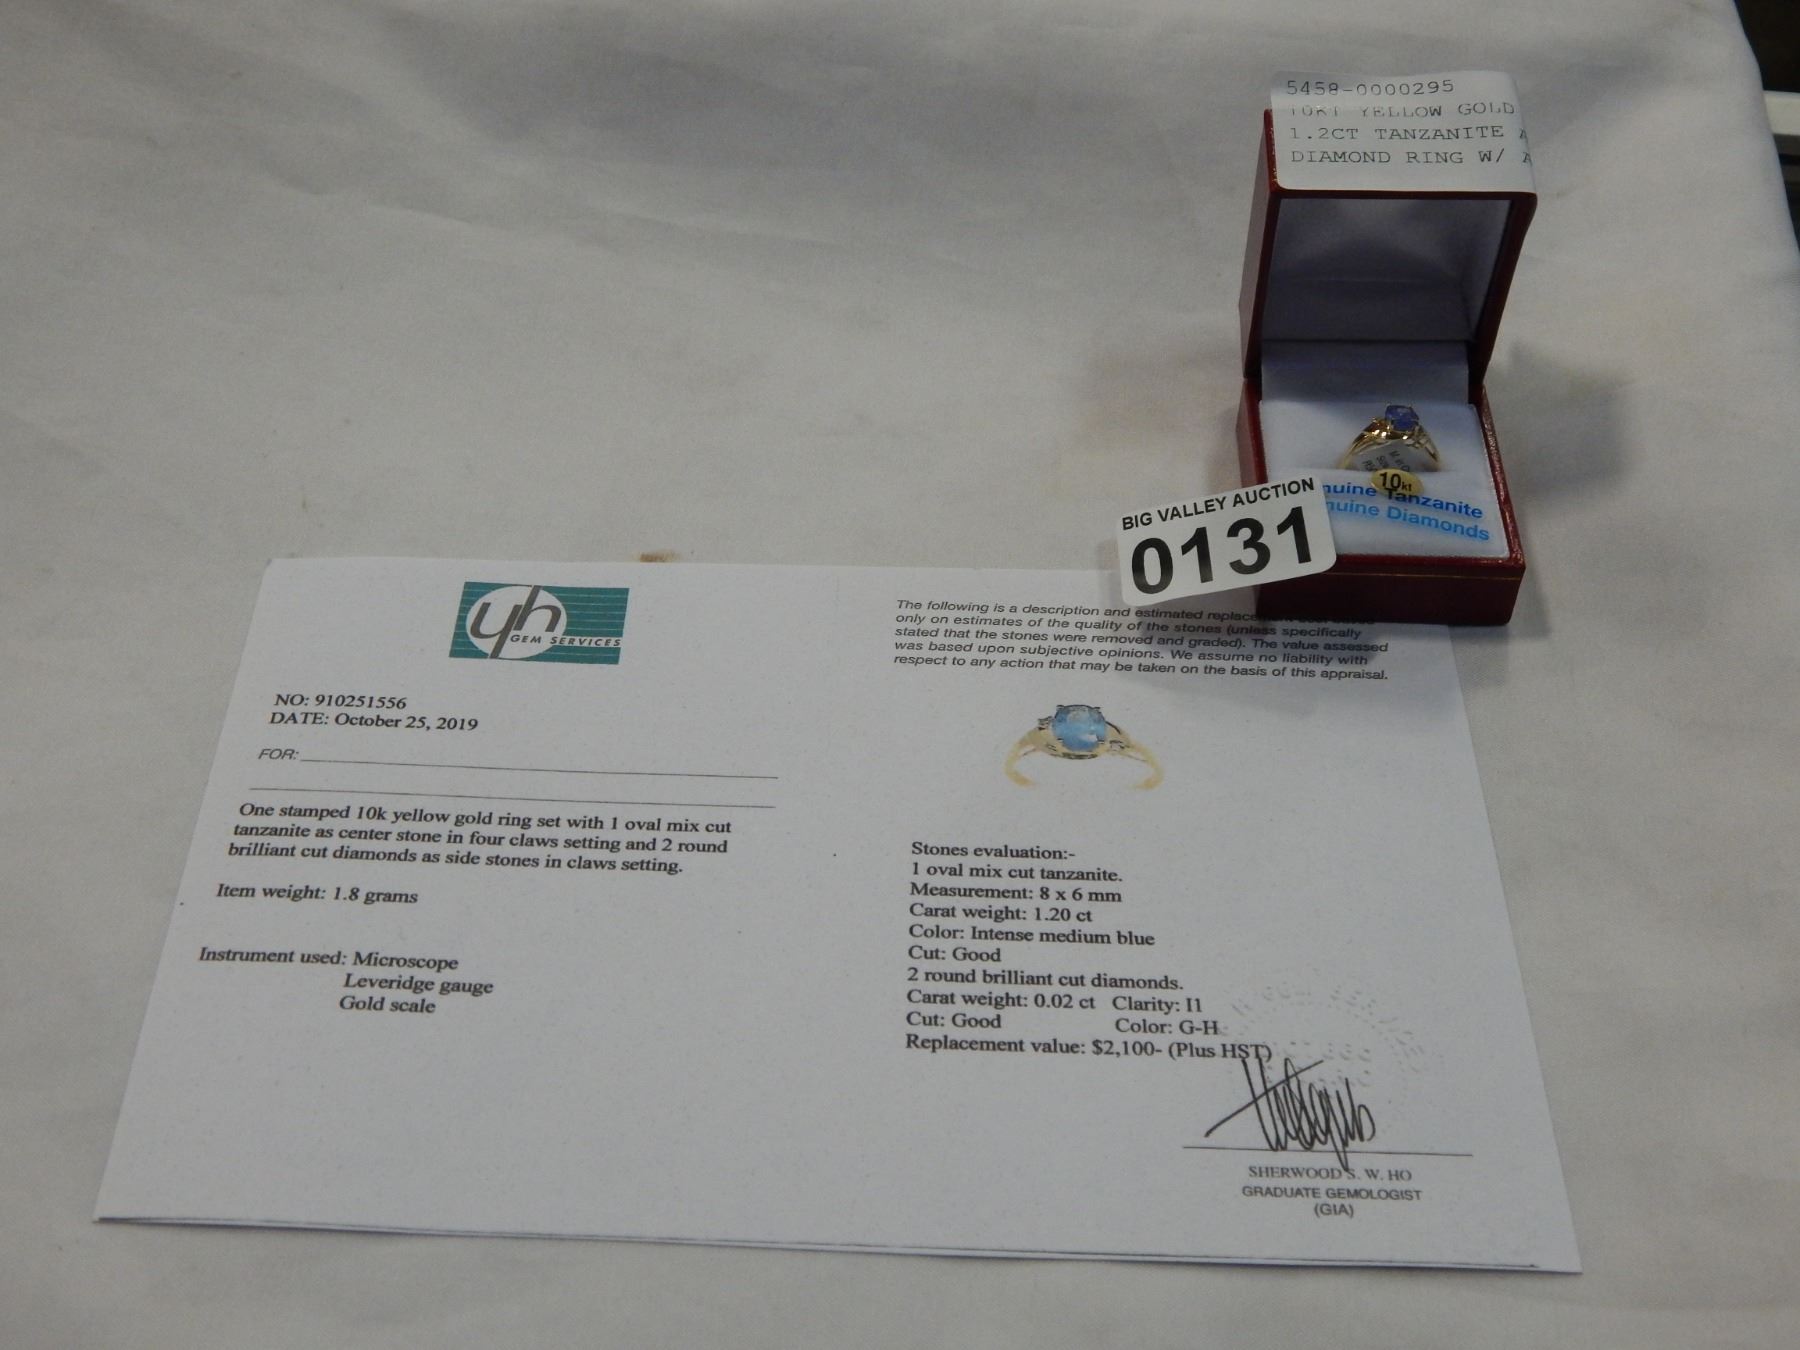 5458-0000295
10KT YELLOW GOLD
1.2CT TANZANITE
DIAMOND RING W/
10kt
nuine Tanzanite
nuine Diamonds
BIG VALLEY AUCTION
0131
yh
GEM SERVICES
NO: 910251556
DATE: October 25, 2019
FOR:
One stamped 10k yellow gold ring set with 1 oval mix cut
tanzanite as center stone in four claws setting and 2 round
brilliant cut diamonds as side stones in claws setting.
Item weight: 1.8 grams
Instrument used: Microscope
Leveridge gauge
Gold scale
The following is a description and estimated
only on estimates of the quality of the stones (unless specifically
stated that the stones were removed and graded). The value assessed
was based upon subjective opinions. We assume no liability with
respect to any action that may be taken on the basis of this appraisal.
Stones evaluation:-
1 oval mix cut tanzanite.
Measurement: 8 x 6 mm
Carat weight: 1.20 ct
Color: Intense medium blue
Cut: Good
2 round brilliant cut diamonds.
Carat weight: 0.02 ct Clarity: I1
Cut: Good Color: G-H
Replacement value: $2,100- (Plus HST)
SHERWOOD S. W. HO
GRADUATE GEMOLOGIST
(GIA)